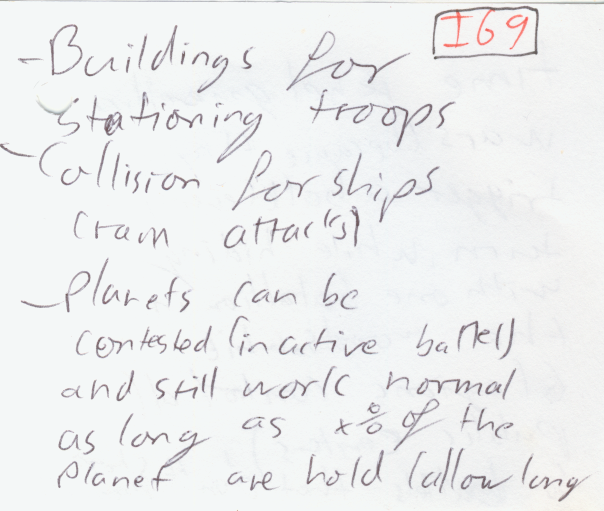 I69
- Buildings for
stationing troops
- Collision for ships
(ram attacks)
- Planets can be
contested (in active battel)
and still work normal
as long as x% of the
planet are hold (allow long